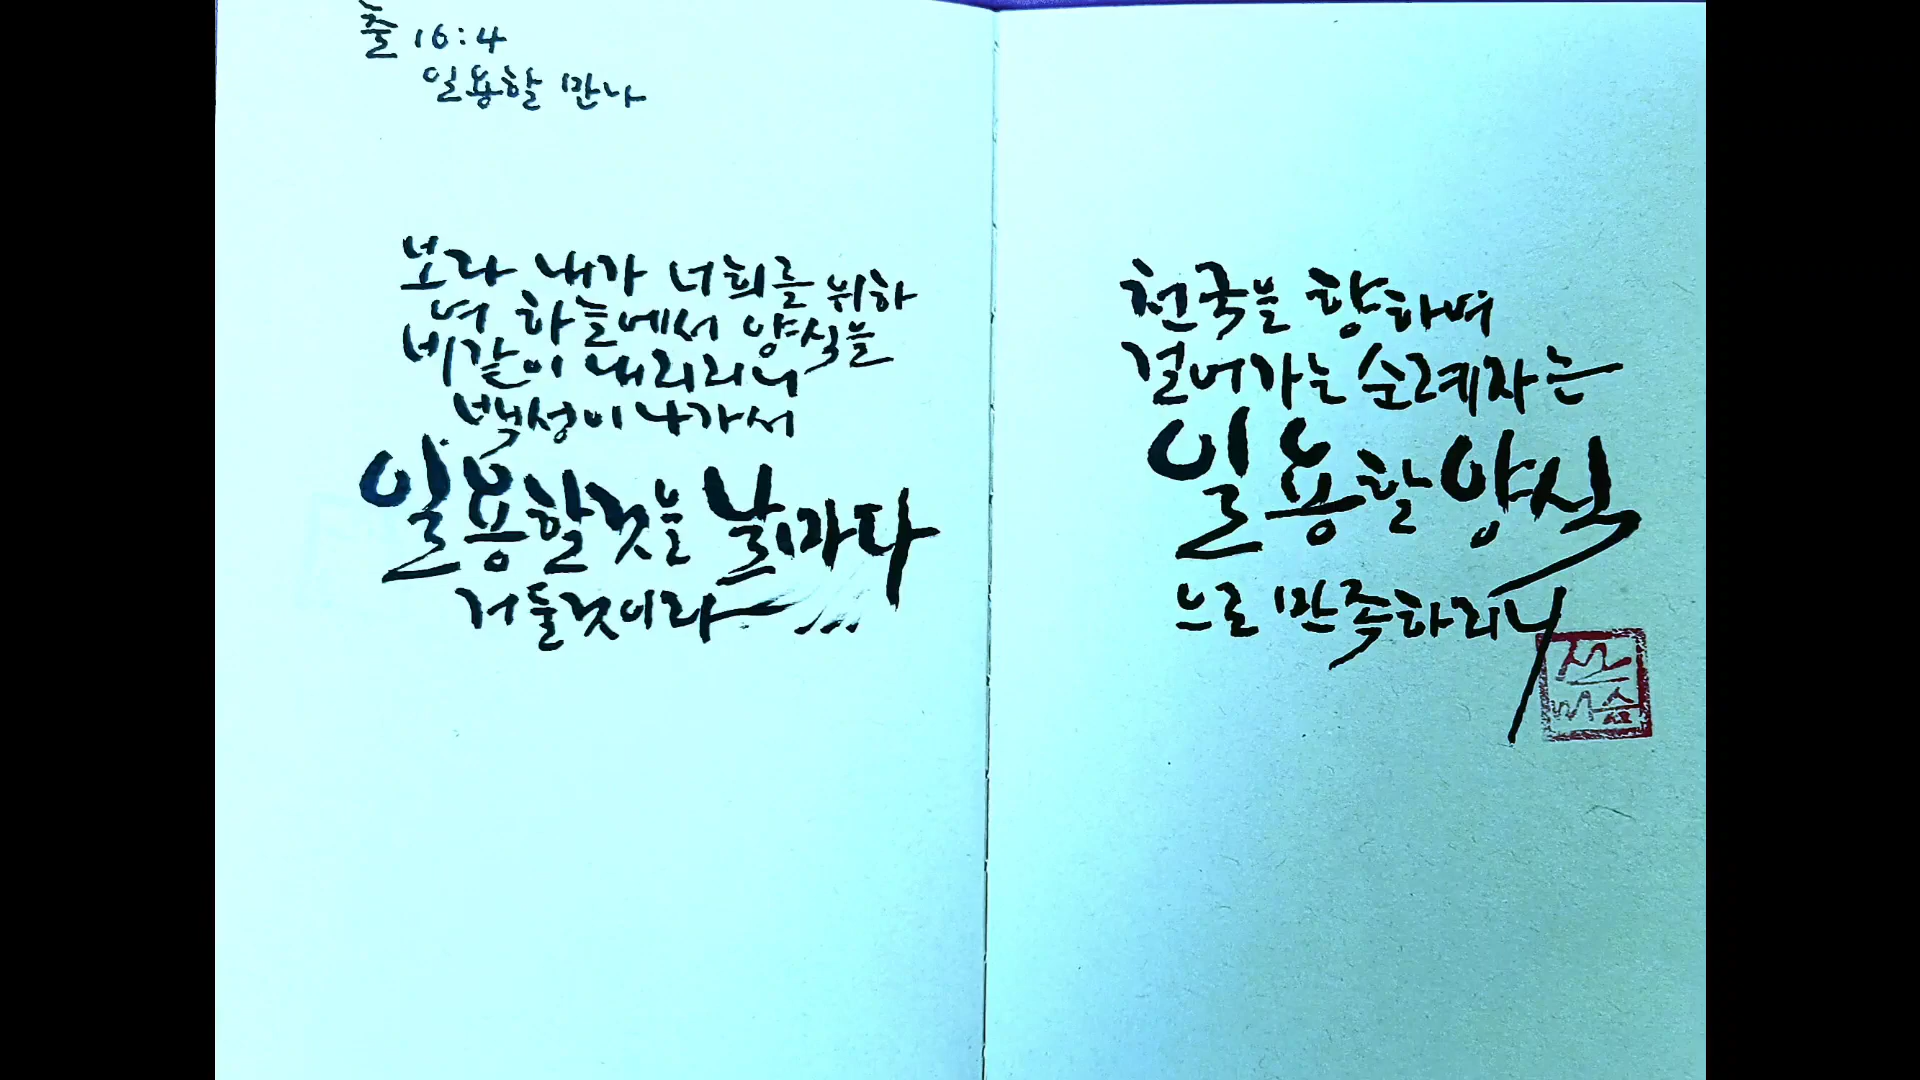 출 16:4
일용할 만나
보라 내가 너희를 위하
여 하늘에서 양식을
비같이 내리리니
백성이 나가서
일용할것을 날마다
거둘것이라
천국을 향하여
걸어가는 순례자는
일용할 양식
으로 만족하리니